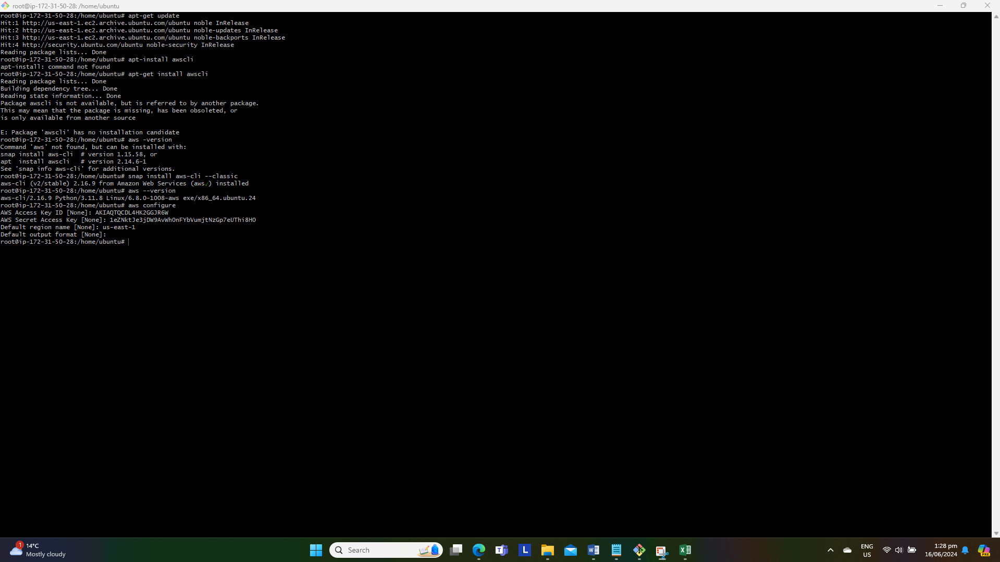 root@ip-172-31-50-28: /home/ubuntu
root@ip-172-31-50-28:/home/ubuntu# apt-get update
Hit:1 http://us-east-1.ec2.archive.ubuntu.com/ubuntu noble InRelease
Hit:2 http://us-east-1.ec2.archive.ubuntu.com/ubuntu noble-updates InRelease
Hit:3 http://us-east-1.ec2.archive.ubuntu.com/ubuntu noble-backports InRelease
Hit:4 http://security.ubuntu.com/ubuntu noble-security InRelease
Reading package lists... Done
root@ip-172-31-50-28:/home/ubuntu# apt-install awscli
apt-install: command not found
root@ip-172-31-50-28:/home/ubuntu# apt-get install awscli
Reading package lists... Done
Building dependency tree... Done
Reading state information... Done
Package awscli is not available, but is referred to by another package.
This may mean that the package is missing, has been obsoleted, or
is only available from another source
E: Package 'awscli' has no installation candidate
root@ip-172-31-50-28:/home/ubuntu# aws -version
Command 'aws' not found, but can be installed with:
snap install aws-cli  # version 1.15.58, or
apt  install awscli   # version 2.14.6-1
See 'snap info aws-cli' for additional versions.
root@ip-172-31-50-28:/home/ubuntu# snap install aws-cli --classic
aws-cli (v2/stable) 2.16.9 from Amazon Web Services (aws✓) installed
root@ip-172-31-50-28:/home/ubuntu# aws --version
aws-cli/2.16.9 Python/3.11.8 Linux/6.8.0-1008-aws exe/x86_64.ubuntu.24
root@ip-172-31-50-28:/home/ubuntu# aws configure
AWS Access Key ID [None]: AKIAQTQCDL4HK2GGJR6W
AWS Secret Access Key [None]:
Default region name [None]: us-east-1
Default output format [None]:
root@ip-172-31-50-28:/home/ubuntu#
1
14°C
Mostly cloudy
Search
L
ENG
US
1:28 pm
16/06/2024
PRE